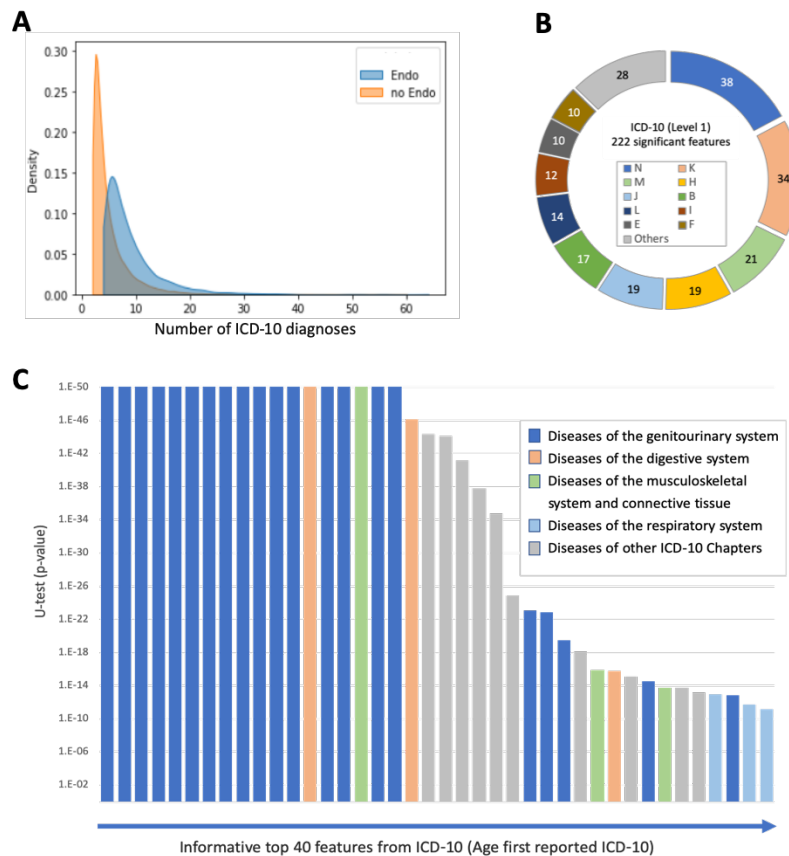 A
0.30
0.25
0.20
0.15
0.10
0.05
0.00
Density
Endo
no Endo
0
10
20
30
40
50
60
Number of ICD-10 diagnoses
B
38
34
21
19
19
17
14
12
10
10
28
ICD-10 (Level 1)
222 significant features
N K
M H
J B
L I
E F
Others
C
U-test (p-value)
1.E-50
1.E-46
1.E-42
1.E-38
1.E-34
1.E-30
1.E-26
1.E-22
1.E-18
1.E-14
1.E-10
1.E-06
1.E-02
Diseases of the genitourinary system
Diseases of the digestive system
Diseases of the musculoskeletal
system and connective tissue
Diseases of the respiratory system
Diseases of other ICD-10 Chapters
Informative top 40 features from ICD-10 (Age first reported ICD-10)